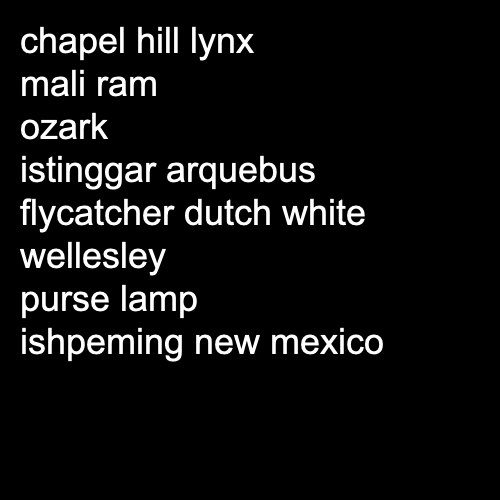 chapel hill lynx
mali ram
ozark
istinggar arquebus
flycatcher dutch white
wellesley
purse lamp
ishpeming new mexico